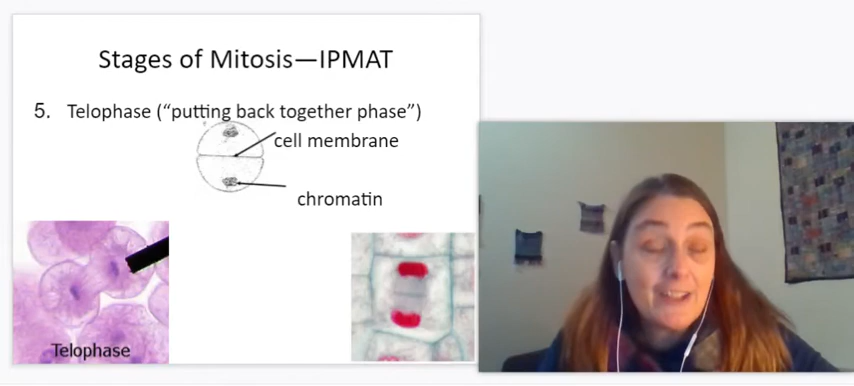 Stages of Mitosis—IPMAT
5. Telophase (“putting back together phase”)
cell membrane
chromatin
Telophase